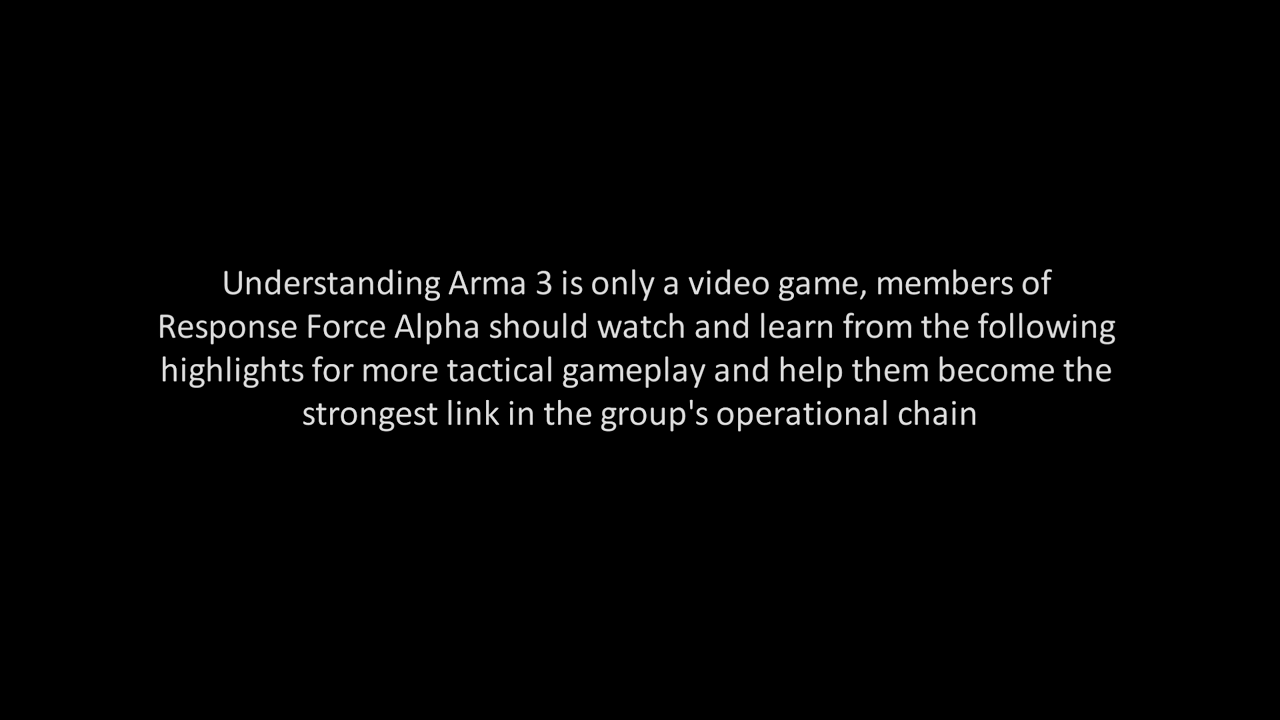 Understanding Arma 3 is only a video game, members of
Response Force Alpha should watch and learn from the following
highlights for more tactical gameplay and help them become the
strongest link in the group's operational chain